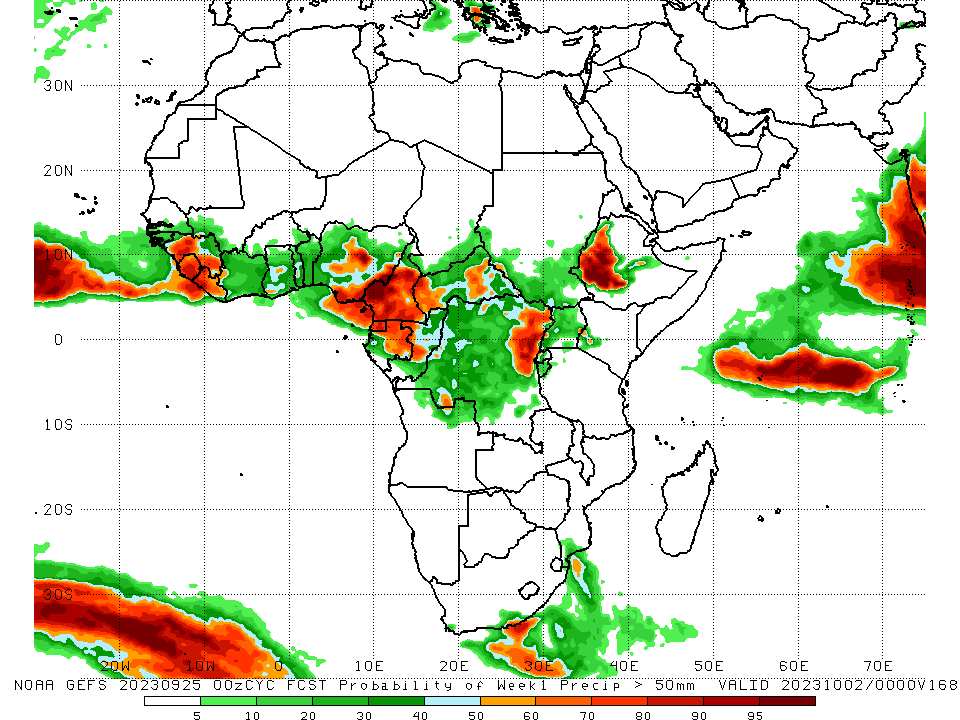 30N
20N
10N
0
10S
20S
30S
20W 10W 0 10E 20E 30E 40E 50E 60E 70E
NOAA GEFS 20230925 00zCYC FCST Probability of Week1 Precip > 50mm VALID 20231002/0000V168
5 10 20 30 40 50 60 70 80 90 95